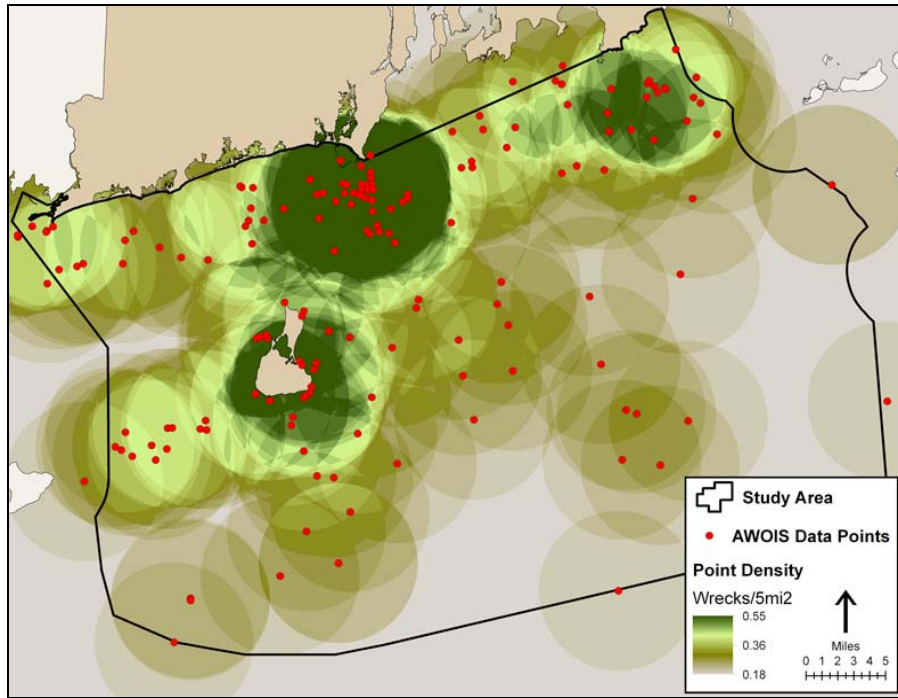 Study Area
AWOIS Data Points
Point Density
Wrecks/5mi2
0.55
0.36
0.18
Miles
0 1 2 3 4 5